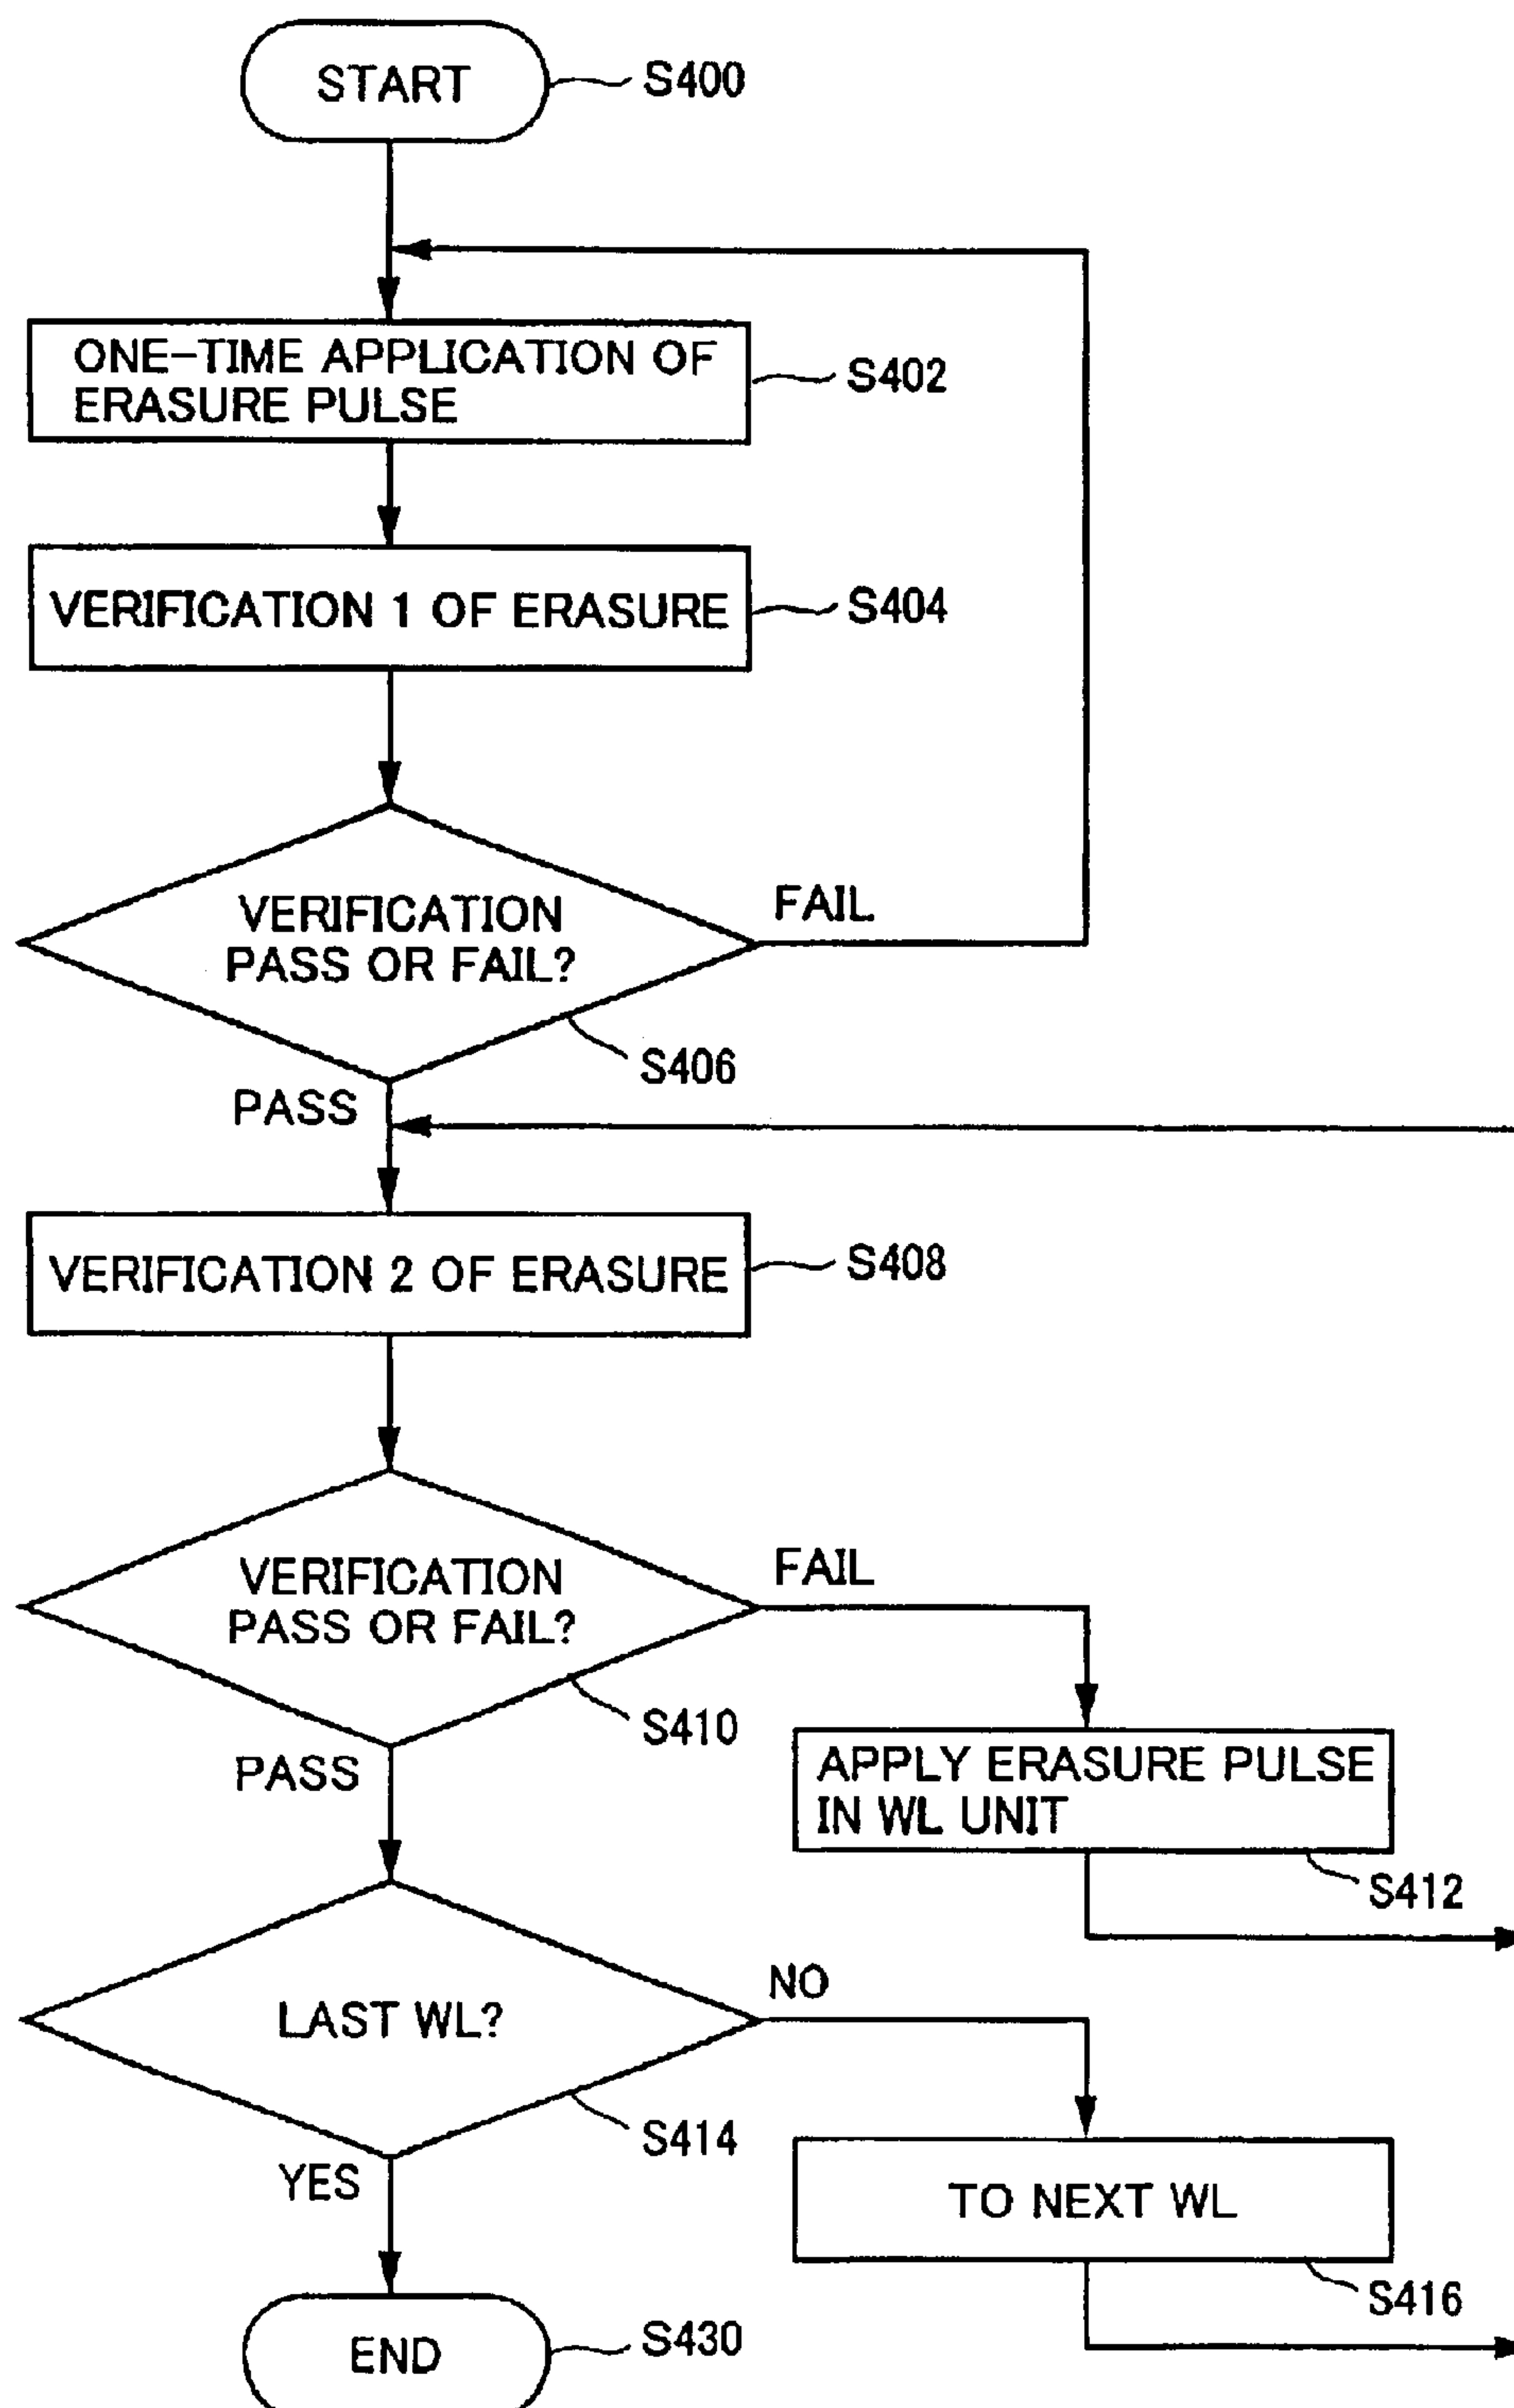 START
S400
ONE-TIME APPLICATION OF
ERASURE PULSE
S402
VERIFICATION 1 OF ERASURE
S404
VERIFICATION
PASS OR FAIL?
FAIL
S406
PASS
VERIFICATION 2 OF ERASURE
S408
VERIFICATION
PASS OR FAIL?
FAIL
S410
PASS
APPLY ERASURE PULSE
IN WL UNIT
S412
LAST WL?
NO
S414
YES
TO NEXT WL
S416
END
S430